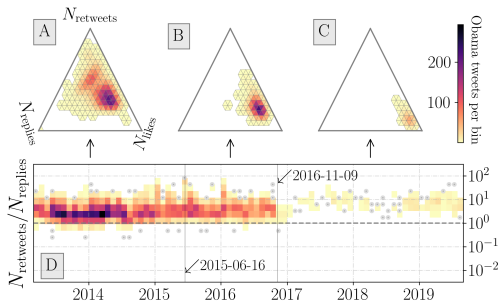 N_retweets
A
B
C
N_replies
N_likes
Obama tweets per bin
200
100
N_retweets/N_replies
2016-11-09
2015-06-16
D
10^2
10^1
10^0
10^-1
10^-2
2014 2015 2016 2017 2018 2019